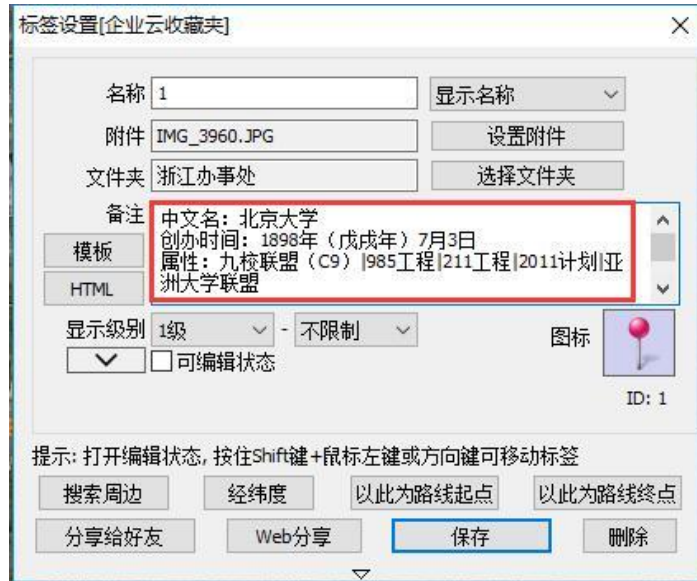 标签设置[企业云收藏夹]
名称 1 显示名称
附件 IMG_3960.JPG 设置附件
文件夹 浙江办事处 选择文件夹
备注 中文名：北京大学
创办时间：1898年（戊戌年）7月3日
模板 属性：九校联盟（C9）|985工程|211工程|2011计划|亚
HTML 洲大学联盟
显示级别 1级 - 不限制 图标
可编辑状态
ID: 1
提示: 打开编辑状态, 按住Shift键+鼠标左键或方向键可移动标签
搜索周边 经纬度 以此为路线起点 以此为路线终点
分享给好友 Web分享 保存 删除